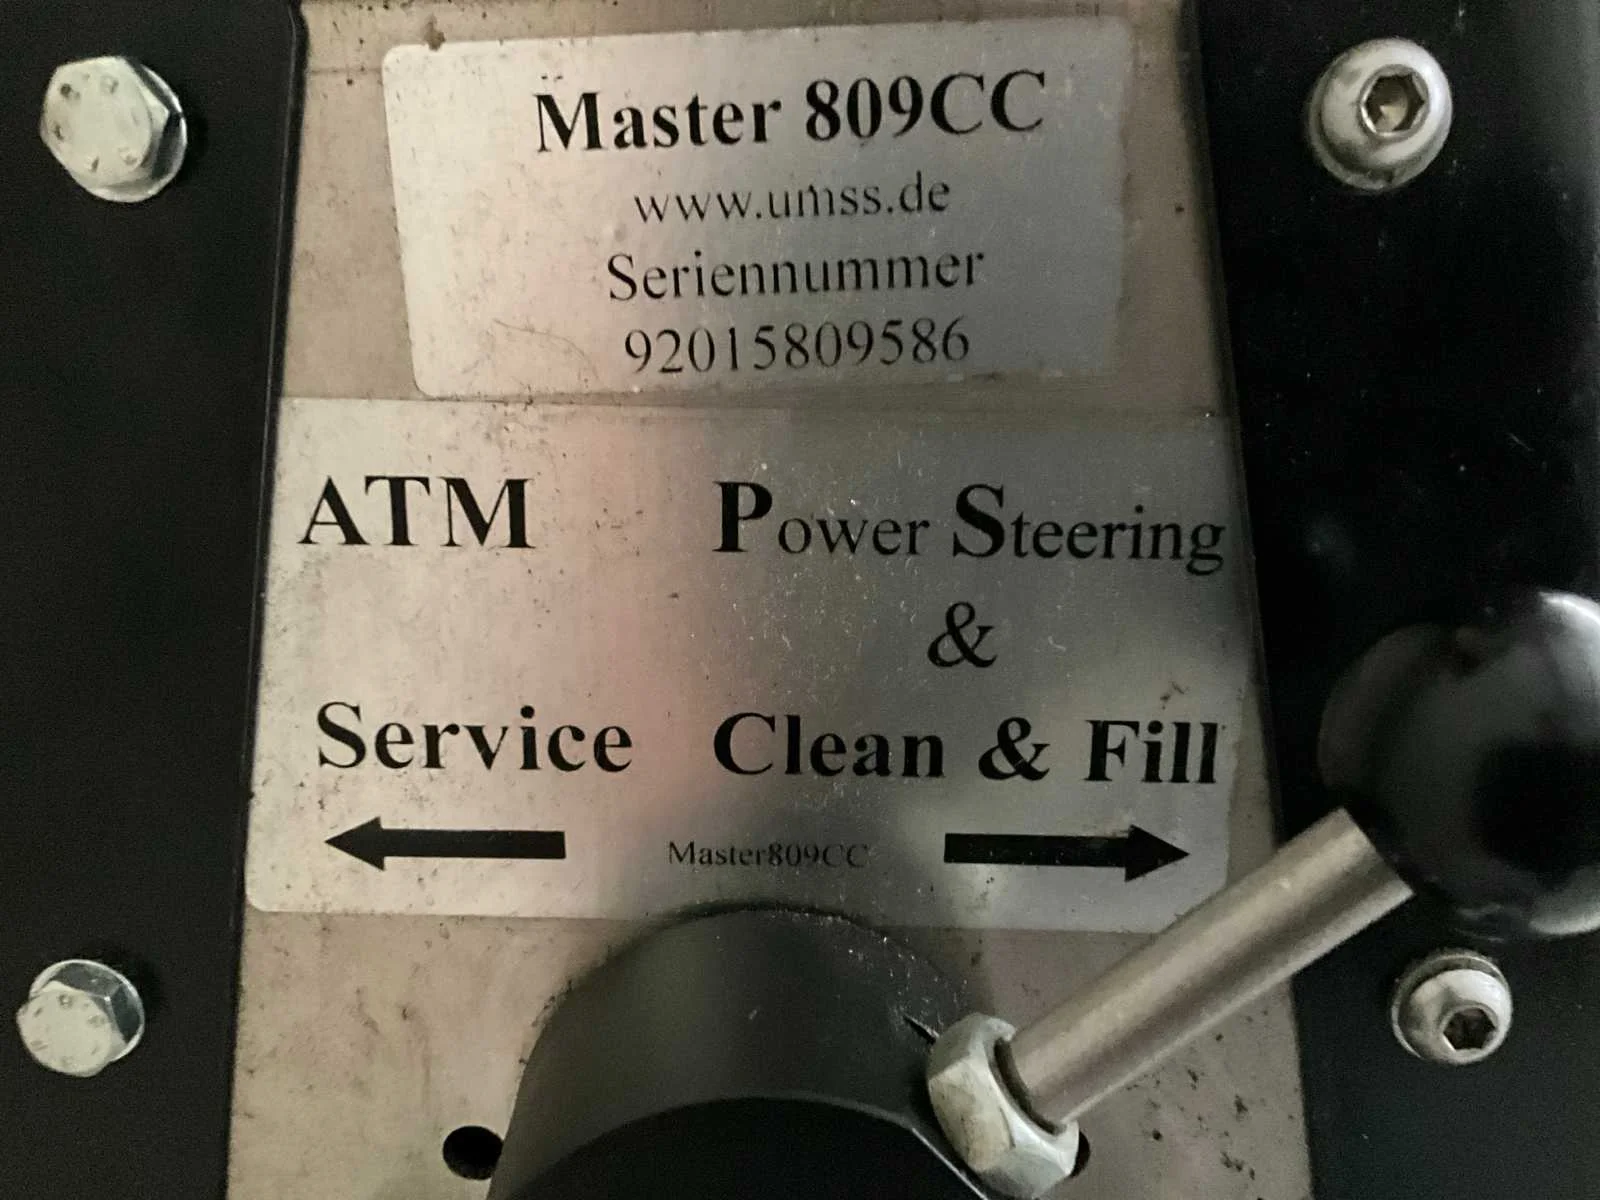 Master 809CC
www.umss.de
Seriennummer
92015809586
ATM Power Steering
&
Service Clean & Fill
Master809CC